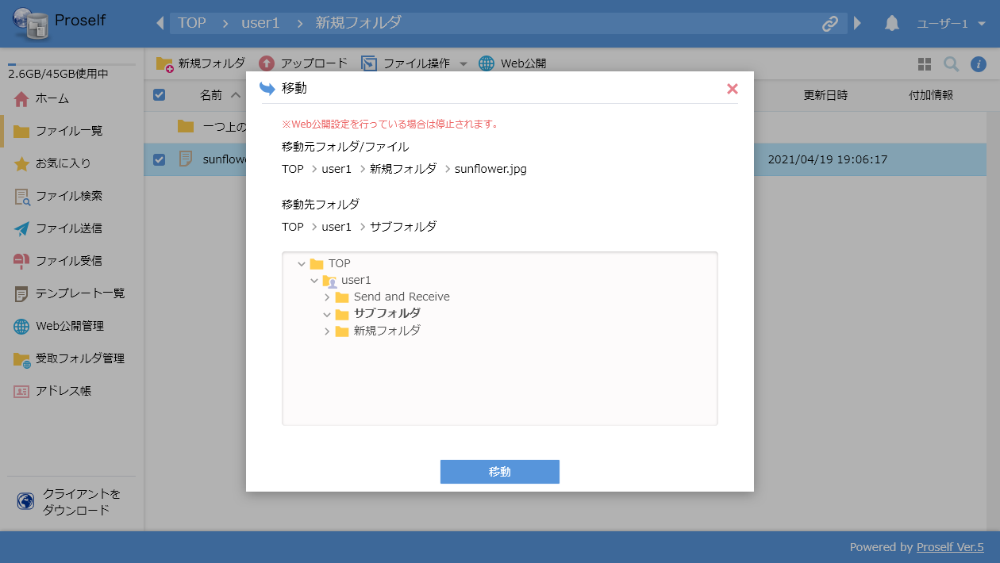 Proself
TOP > user1 > 新規フォルダ
ユーザー1
2.6GB/45GB使用中
ホーム
ファイル一覧
お気に入り
ファイル検索
ファイル送信
ファイル受信
テンプレート一覧
Web公開管理
受取フォルダ管理
アドレス帳
クライアントを
ダウンロード
新規フォルダ
アップロード
ファイル操作
Web公開
名前
更新日時
付加情報
一つ上の
sunflow
2021/04/19 19:06:17
移動
※Web公開設定を行っている場合は停止されます。
移動元フォルダ/ファイル
TOP > user1 > 新規フォルダ > sunflower.jpg
移動先フォルダ
TOP > user1 > サブフォルダ
TOP
user1
Send and Receive
サブフォルダ
新規フォルダ
移動
Powered by Proself Ver.5